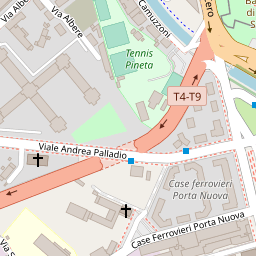 Via Albere
Via Albere
Camuzzoni
Tennis
Pineta
T4-T9
Viale Andrea Palladio
Case ferrovieri
Porta Nuova
Case Ferrovieri Porta Nuova